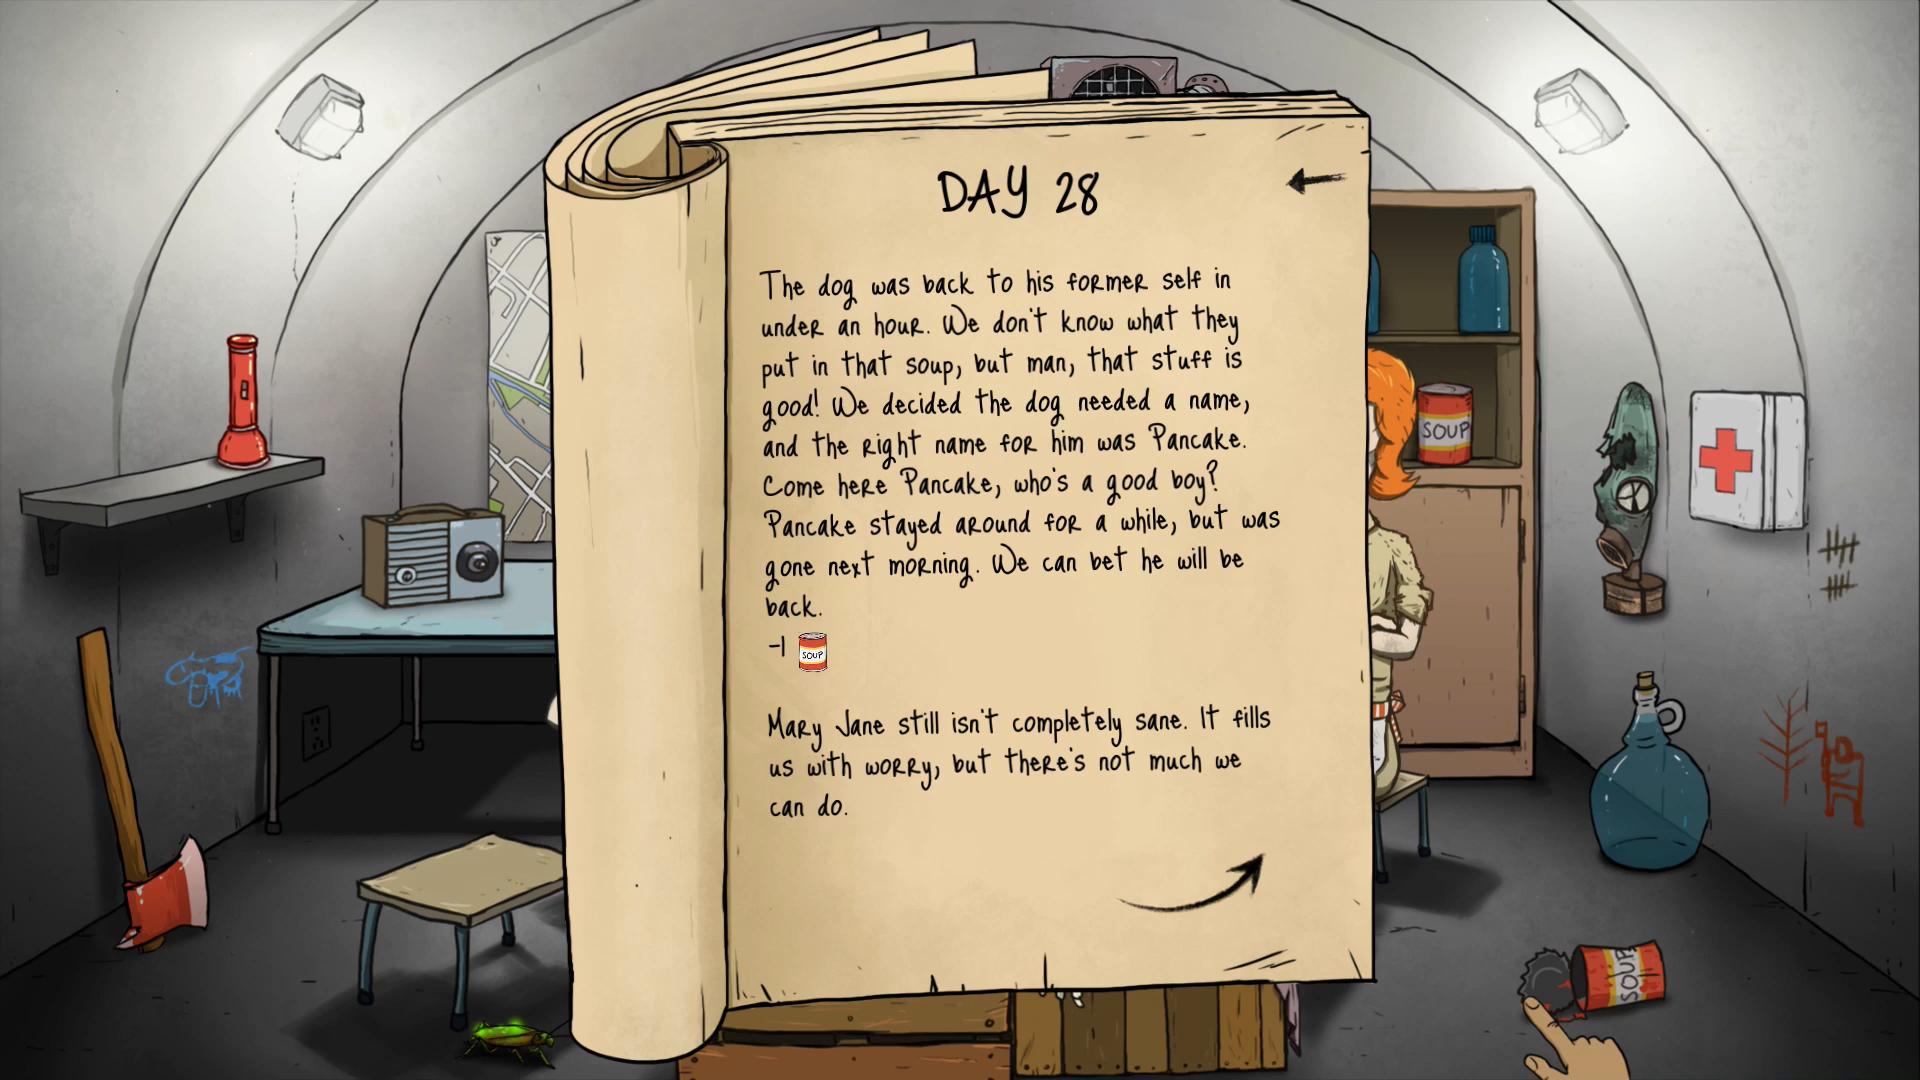 DAY 28
The dog was back to his former self in
under an hour. We don't know what they
put in that soup, but man, that stuff is
good! We decided the dog needed a name,
and the right name for him was Pancake.
Come here Pancake, who's a good boy?
Pancake stayed around for a while, but was
gone next morning. We can bet he will be
back.
-1 SOUP
Mary Jane still isn't completely sane. It fills
us with worry, but there's not much we
can do.
SOUP
SOUP